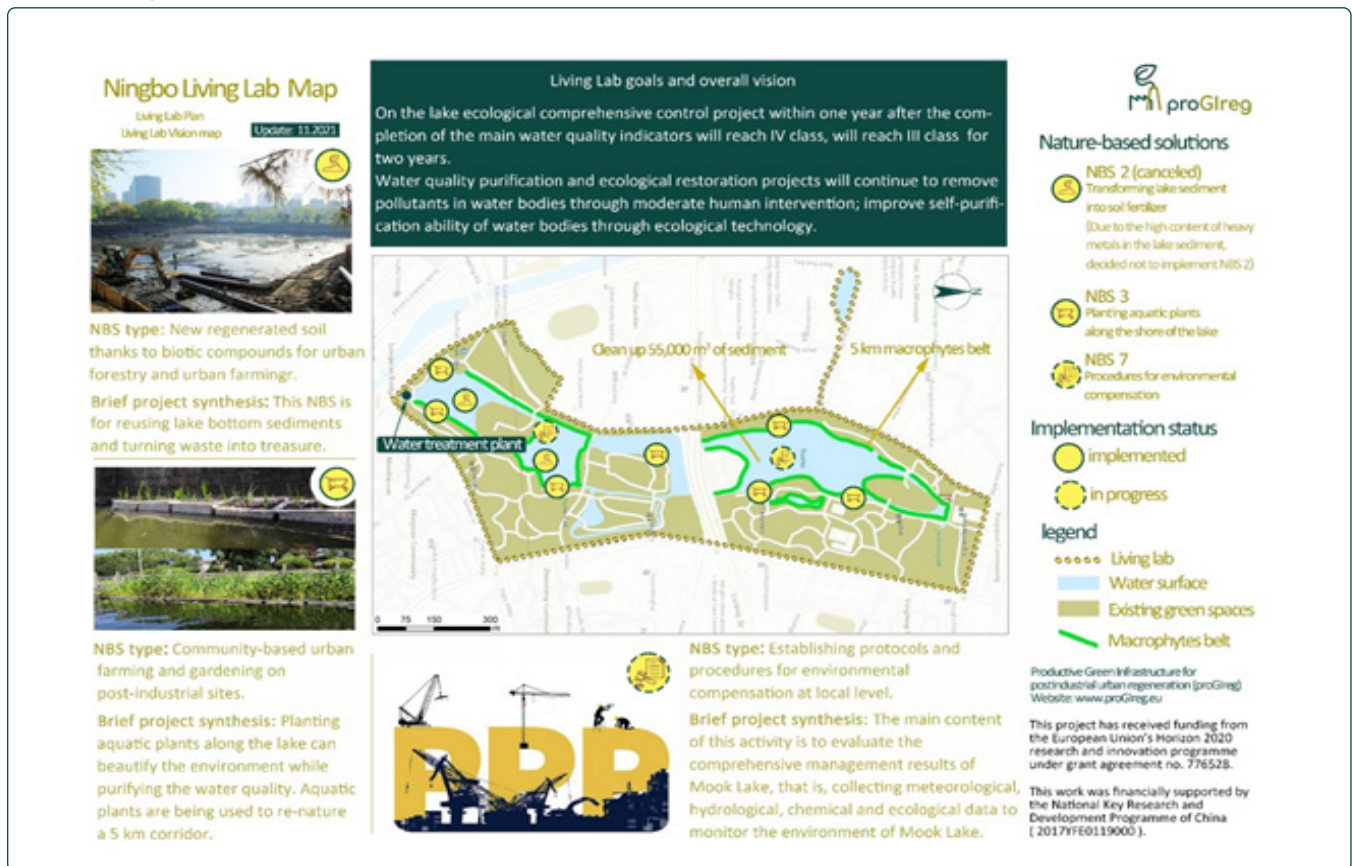 Ningbo Living Lab Map
Living Lab Plan
Living Lab Vision map
Update: 11.2021
NBS type: New regenerated soil
thanks to biotic compounds for urban
forestry and urban farmingr.
Brief project synthesis: This NBS is
for reusing lake bottom sediments
and turning waste into treasure.
NBS type: Community-based urban
farming and gardening on
post-industrial sites.
Brief project synthesis: Planting
aquatic plants along the lake can
beautify the environment while
purifying the water quality. Aquatic
plants are being used to re-nature
a 5 km corridor.
Living Lab goals and overall vision
On the lake ecological comprehensive control project within one year after the com-
pletion of the main water quality indicators will reach IV class, will reach III class for
two years.
Water quality purification and ecological restoration projects will continue to remove
pollutants in water bodies through moderate human intervention; improve self-purifi-
cation ability of water bodies through ecological technology.
Clean up 55,000 m³ of sediment
5 km macrophytes belt
Water treatment plant
0 75 150 300
m
PPP
NBS type: Establishing protocols and
procedures for environmental
compensation at local level.
Brief project synthesis: The main content
of this activity is to evaluate the
comprehensive management results of
Mook Lake, that is, collecting meteorological,
hydrological, chemical and ecological data to
monitor the environment of Mook Lake.
proGIreg
Nature-based solutions
NBS 2 (canceled)
Transforming lake sediment
into soil fertilizer
(Due to the high content of heavy
metals in the lake sediment,
decided not to implement NBS 2)
NBS 3
Planting aquatic plants
along the shore of the lake
NBS 7
Procedures for environmental
compensation
Implementation status
implemented
in progress
legend
Living lab
Water surface
Existing green spaces
Macrophytes belt
Productive Green Infrastructure for
postindustrial urban regeneration (proGIreg)
Website: www.proGIreg.eu
This project has received funding from
the European Union's Horizon 2020
research and innovation programme
under grant agreement no. 776528.
This work was financially supported by
the National Key Research and
Development Programme of China
( 2017YFE0119000 ).